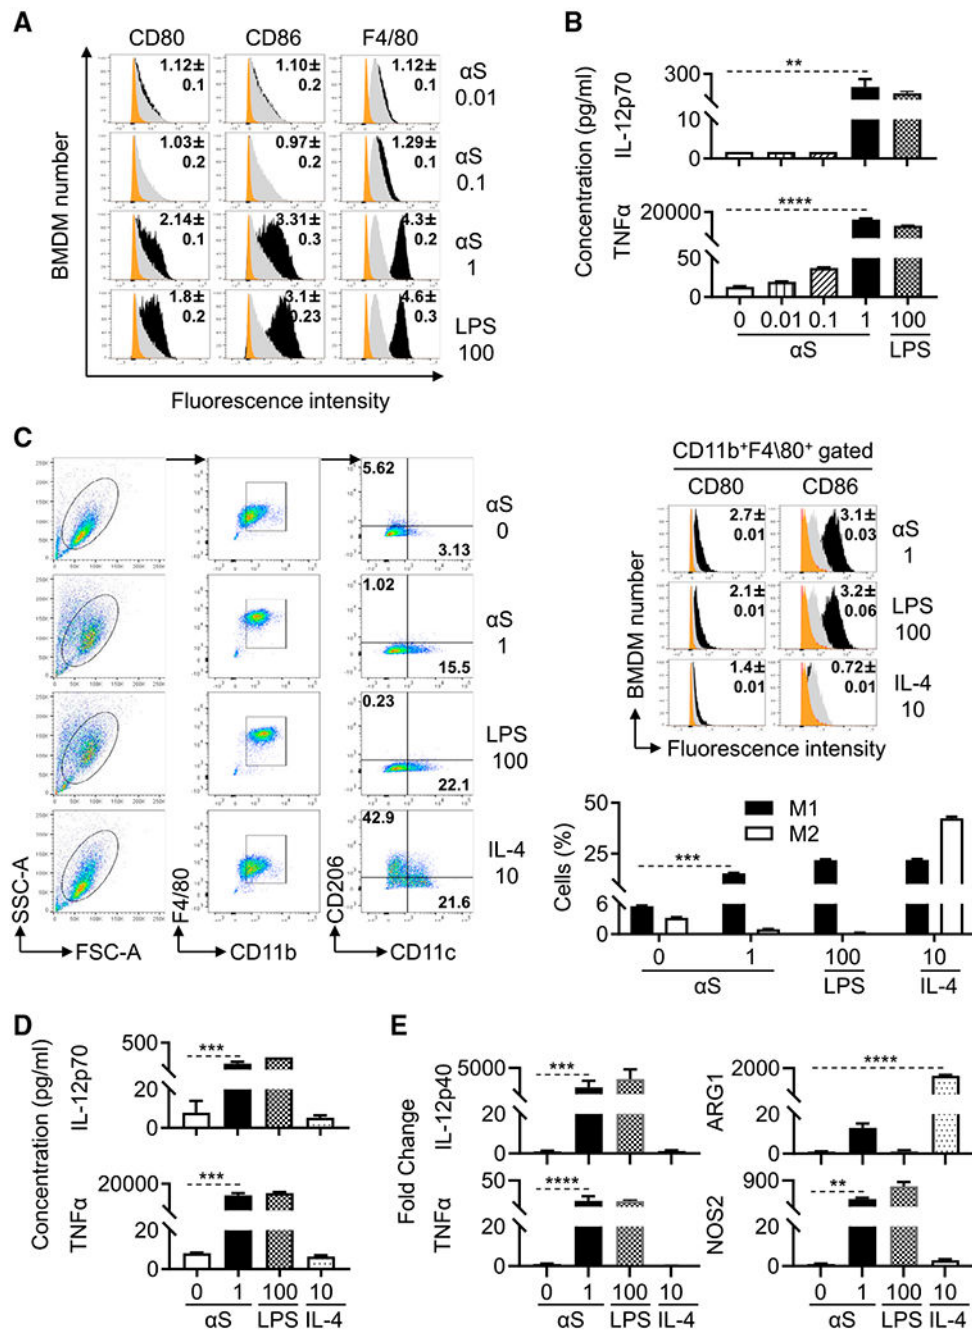 A
CD80 CD86 F4/80
1.12± 0.1
1.10± 0.2
1.12± 0.1
αS 0.01
1.03± 0.2
0.97± 0.2
1.29± 0.1
αS 0.1
2.14± 0.1
3.31± 0.3
4.3± 0.2
αS 1
1.8± 0.2
3.1± 0.23
4.6± 0.3
LPS 100
BMDM number
Fluorescence intensity
B
Concentration (pg/ml)
IL-12p70
300
10
0
**
TNFα
20000
50
0
****
0 0.01 0.1 1 100
αS LPS
C
5.62
3.13
αS 0
1.02
15.5
αS 1
0.23
22.1
LPS 100
42.9
21.6
IL-4 10
SSC-A
FSC-A
F4/80
CD11b
CD206
CD11c
CD11b+F4\80+ gated
CD80 CD86
2.7± 0.01
3.1± 0.03
αS 1
2.1± 0.01
3.2± 0.06
LPS 100
1.4± 0.01
0.72± 0.01
IL-4 10
BMDM number
Fluorescence intensity
Cells (%)
50
25
6
0
***
M1
M2
0 1 100 10
αS LPS IL-4
D
Concentration (pg/ml)
IL-12p70
500
20
0
***
TNFα
20000
20
0
***
0 1 100 10
αS LPS IL-4
E
Fold Change
IL-12p40
5000
20
0
***
ARG1
2000
20
0
****
TNFα
50
20
0
****
NOS2
900
20
0
**
0 1 100 10
αS LPS IL-4
0 1 100 10
αS LPS IL-4